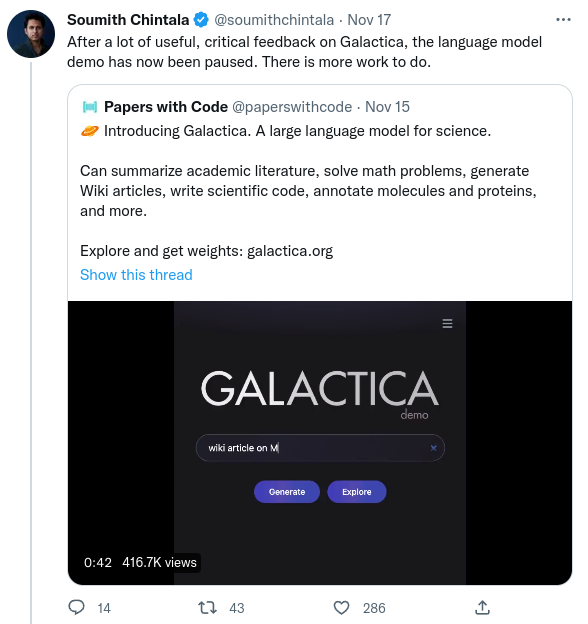 Soumith Chintala @soumithchintala · Nov 17
After a lot of useful, critical feedback on Galactica, the language model
demo has now been paused. There is more work to do.
Papers with Code @paperswithcode · Nov 15
🪐 Introducing Galactica. A large language model for science.
Can summarize academic literature, solve math problems, generate
Wiki articles, write scientific code, annotate molecules and proteins,
and more.
Explore and get weights: galactica.org
Show this thread
GALACTICA
demo
wiki article on M
Generate Explore
0:42 416.7K views
14 43 286